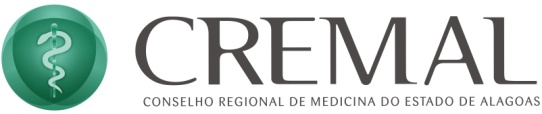 CREMAL
CONSELHO REGIONAL DE MEDICINA DO ESTADO DE ALAGOAS